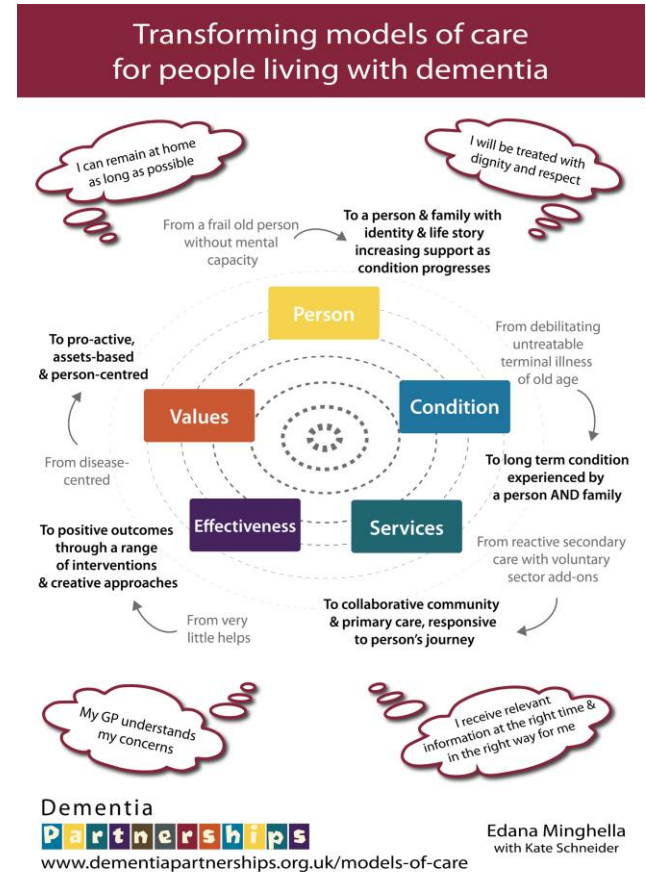 Transforming models of care
for people living with dementia
I can remain at home
as long as possible
I will be treated with
dignity and respect
From a frail old person
without mental
capacity
To a person & family with
identity & life story
increasing support as
condition progresses
Person
From debilitating
untreatable
terminal illness
of old age
To pro-active,
assets-based
& person-centred
Values
Condition
From disease-
centred
To long term condition
experienced by
a person AND family
Effectiveness
Services
To positive outcomes
through a range
of interventions
& creative approaches
From reactive secondary
care with voluntary
sector add-ons
From very
little helps
To collaborative community
& primary care, responsive
to person's journey
My GP understands
my concerns
I receive relevant
information at the right time &
in the right way for me
Dementia
Partnerships
www.dementiapartnerships.org.uk/models-of-care
Edana Minghella
with Kate Schneider